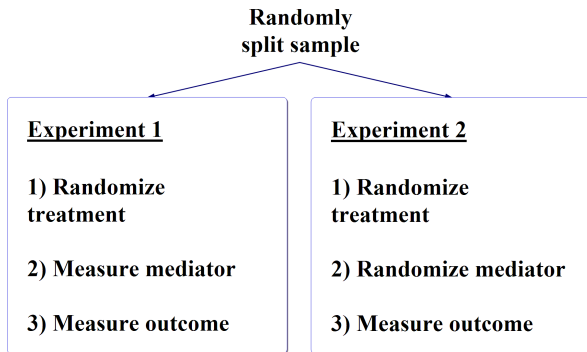 Randomly
split sample
Experiment 1
1) Randomize
treatment
2) Measure mediator
3) Measure outcome
Experiment 2
1) Randomize
treatment
2) Randomize mediator
3) Measure outcome